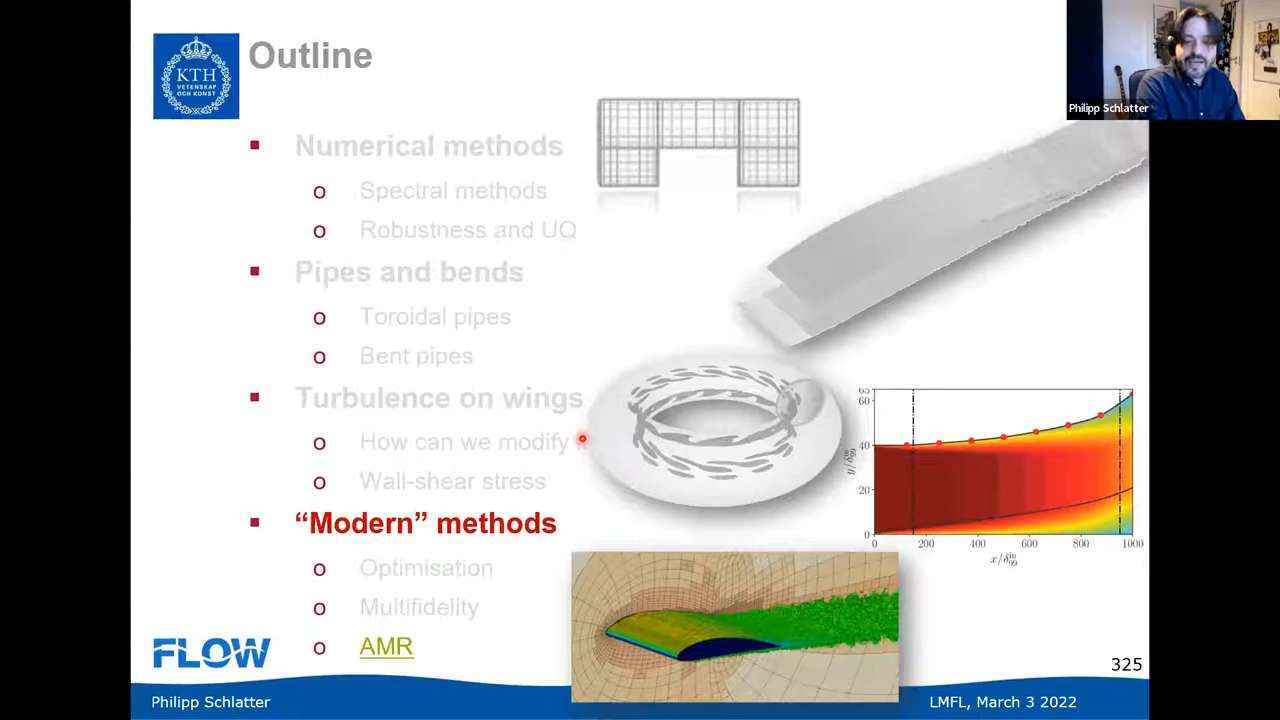 Outline
KTH
VETENSKAP
OCH KONST
Philipp Schlatter
Numerical methods
Spectral methods
Robustness and UQ
Pipes and bends
Toroidal pipes
Bent pipes
Turbulence on wings
How can we modify
Wall-shear stress
"Modern" methods
Optimisation
Multifidelity
AMR
65
60
40
20
0
0 200 400 600 800 1000
FLOW
325
Philipp Schlatter
LMFL, March 3 2022